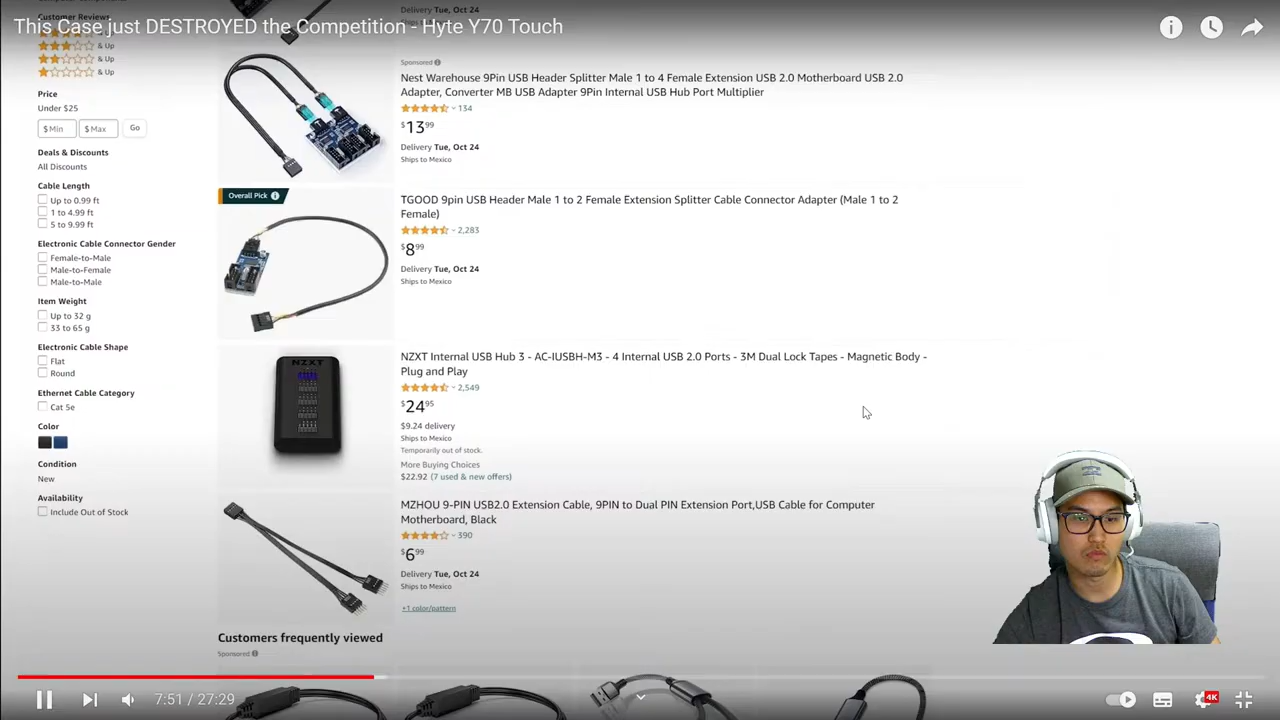 This Case just DESTROYED the Competition - Hyte Y70 Touch
Customer Reviews
& Up
& Up
& Up
& Up
Price
Under $25
$ Min $ Max Go
Deals & Discounts
All Discounts
Cable Length
Up to 0.99 ft
1 to 4.99 ft
5 to 9.99 ft
Electronic Cable Connector Gender
Female-to-Male
Male-to-Female
Male-to-Male
Item Weight
Up to 32 g
33 to 65 g
Electronic Cable Shape
Flat
Round
Ethernet Cable Category
Cat 5e
Color
Condition
New
Availability
Include Out of Stock
Delivery Tue, Oct 24
Ships to Mexico
Sponsored
Nest Warehouse 9Pin USB Header Splitter Male 1 to 4 Female Extension USB 2.0 Motherboard USB 2.0
Adapter, Converter MB USB Adapter 9Pin Internal USB Hub Port Multiplier
134
$13.99
Delivery Tue, Oct 24
Ships to Mexico
Overall Pick
TGOOD 9pin USB Header Male 1 to 2 Female Extension Splitter Cable Connector Adapter (Male 1 to 2
Female)
2,283
$8.99
Delivery Tue, Oct 24
Ships to Mexico
NZXT
NZXT Internal USB Hub 3 - AC-IUSBH-M3 - 4 Internal USB 2.0 Ports - 3M Dual Lock Tapes - Magnetic Body -
Plug and Play
2,549
$24.95
$9.24 delivery
Ships to Mexico
Temporarily out of stock.
More Buying Choices
$22.92 (7 used & new offers)
MZHOU 9-PIN USB2.0 Extension Cable, 9PIN to Dual PIN Extension Port,USB Cable for Computer
Motherboard, Black
390
$6.99
Delivery Tue, Oct 24
Ships to Mexico
+1 color/pattern
Customers frequently viewed
Sponsored
7:51 / 27:29
4K